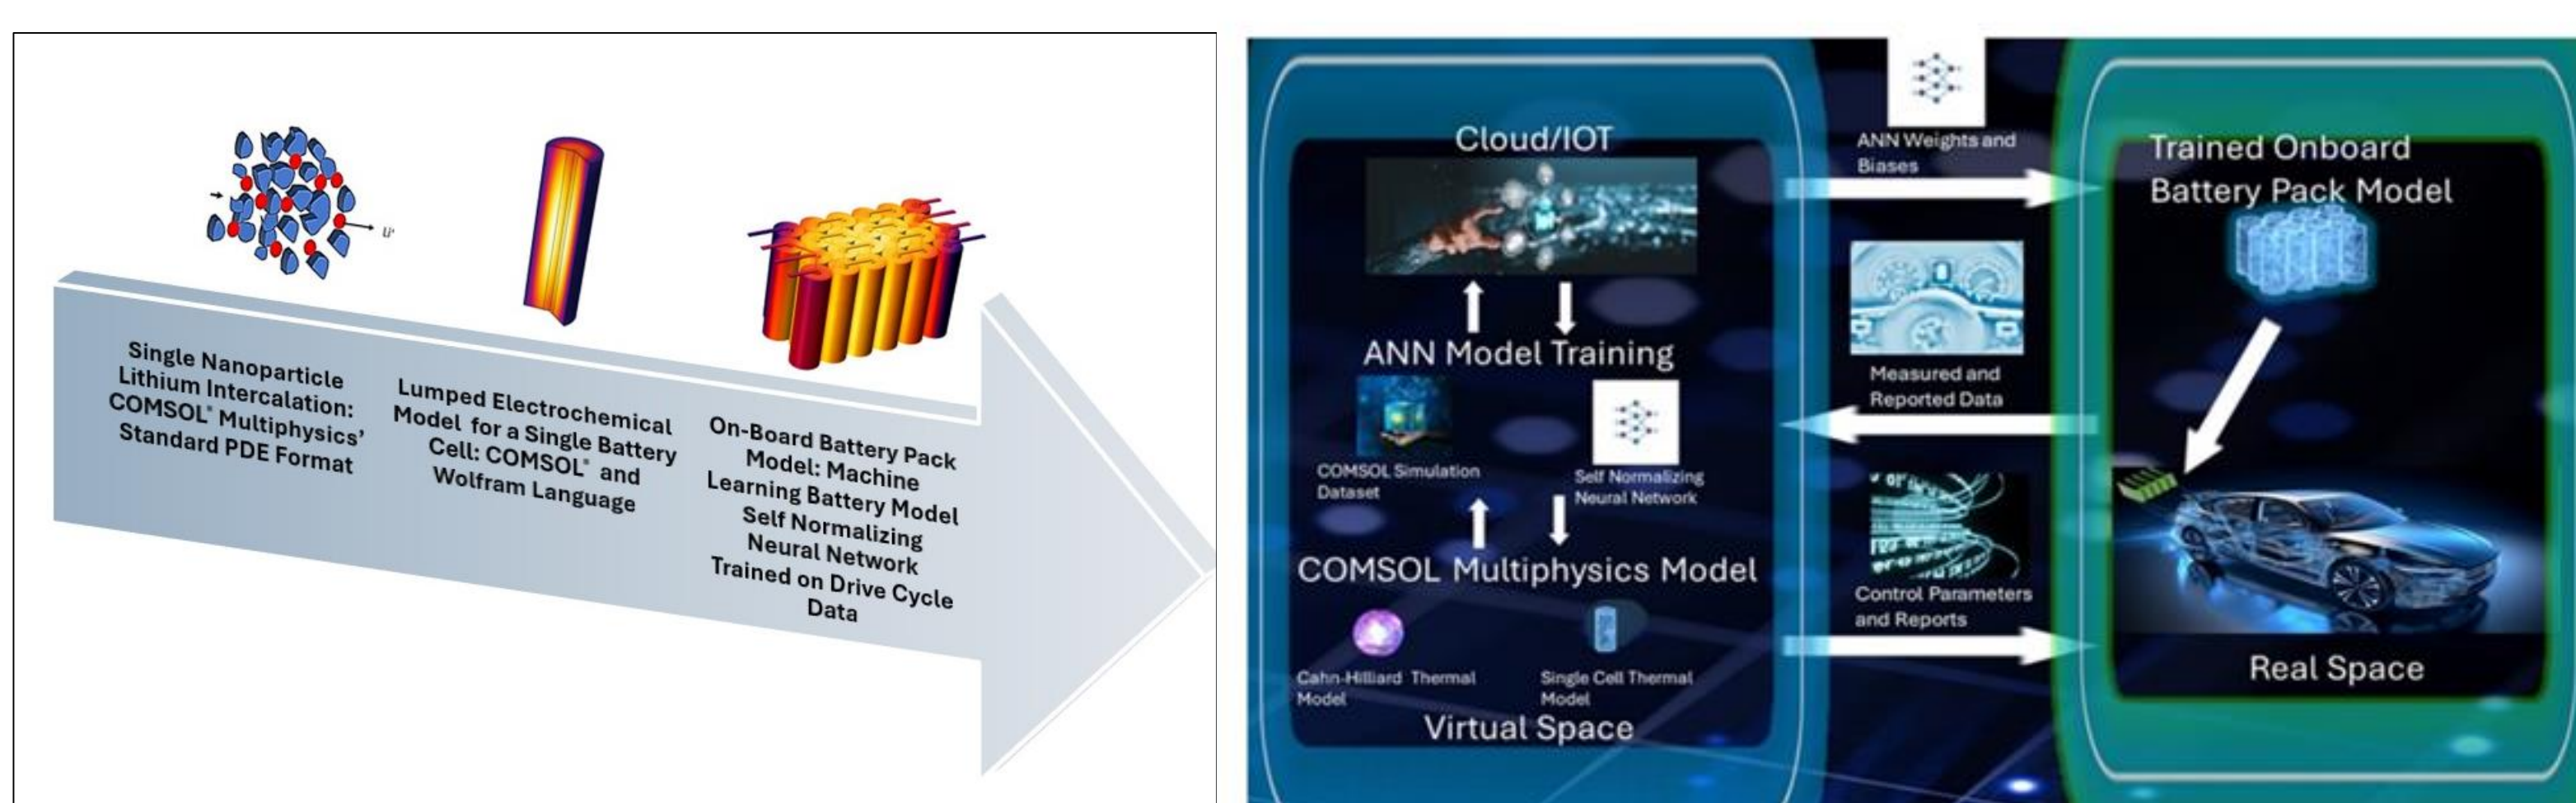 Li⁺
Single Nanoparticle
Lithium Intercalation:
COMSOL® Multiphysics’
Standard PDE Format
Lumped Electrochemical
Model for a Single Battery
Cell: COMSOL® and
Wolfram Language
On-Board Battery Pack
Model: Machine
Learning Battery Model
Self Normalizing
Neural Network
Trained on Drive Cycle
Data
Cloud/IOT
ANN Model Training
COMSOL Simulation
Dataset
Self Normalizing
Neural Network
COMSOL Multiphysics Model
Cahn-Hilliard Thermal
Model
Single Cell Thermal
Model
Virtual Space
ANN Weights and
Biases
Measured and
Reported Data
Control Parameters
and Reports
Trained Onboard
Battery Pack Model
Real Space